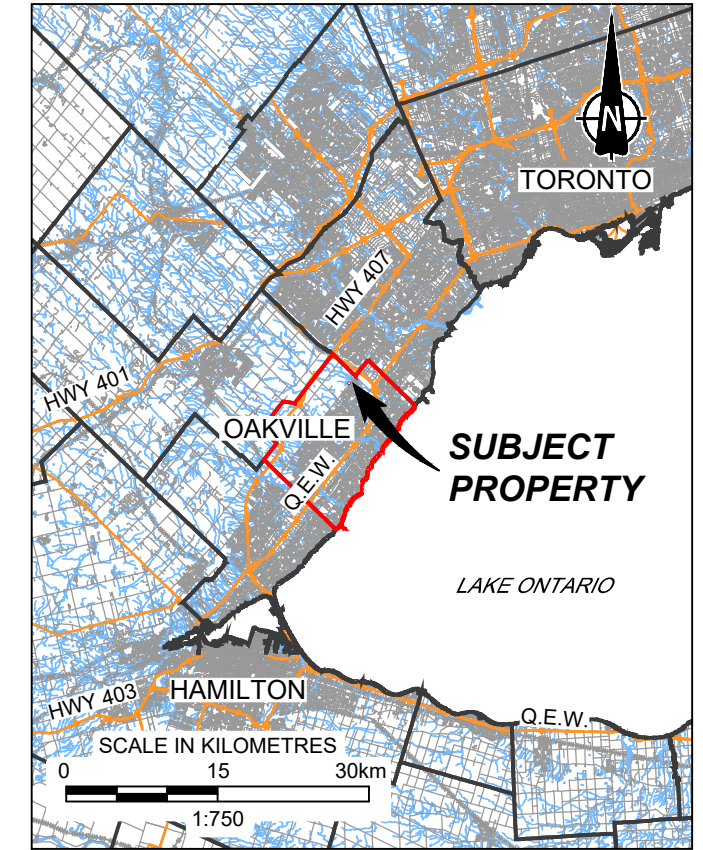 N
TORONTO
HWY 407
HWY 401
OAKVILLE
SUBJECT
PROPERTY
Q.E.W.
LAKE ONTARIO
HWY 403
HAMILTON
Q.E.W.
SCALE IN KILOMETRES
0 15 30km
1:750